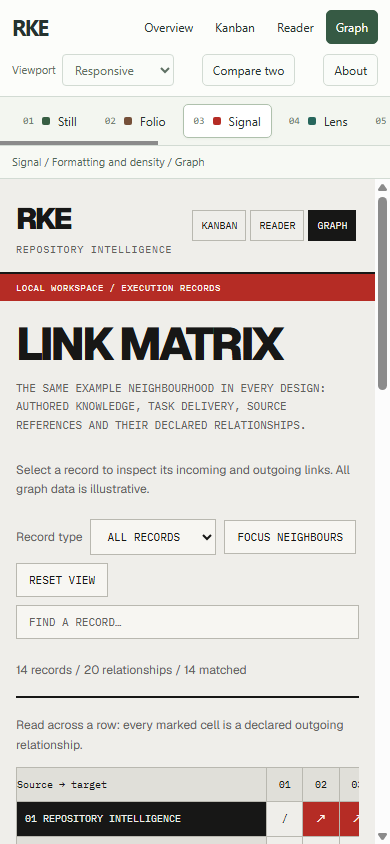 RKE
Overview Kanban Reader Graph
Viewport Responsive Compare two About
01 Still 02 Folio 03 Signal 04 Lens 05
Signal / Formatting and density / Graph
RKE
REPOSITORY INTELLIGENCE
KANBAN READER GRAPH
LOCAL WORKSPACE / EXECUTION RECORDS
LINK MATRIX
THE SAME EXAMPLE NEIGHBOURHOOD IN EVERY DESIGN:
AUTHORED KNOWLEDGE, TASK DELIVERY, SOURCE
REFERENCES AND THEIR DECLARED RELATIONSHIPS.
Select a record to inspect its incoming and outgoing links. All
graph data is illustrative.
Record type ALL RECORDS FOCUS NEIGHBOURS
RESET VIEW
FIND A RECORD…
14 records / 20 relationships / 14 matched
Read across a row: every marked cell is a declared outgoing
relationship.
Source → target 01 02
01 REPOSITORY INTELLIGENCE / ↗ ↗